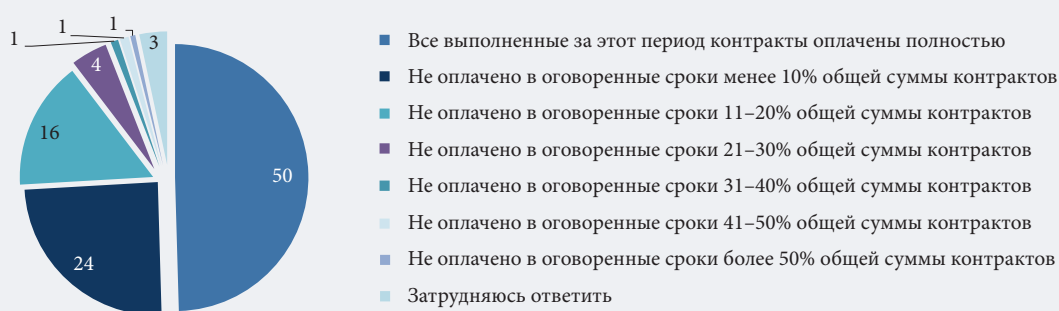 1
1
1
3
4
16
50
24
Все выполненные за этот период контракты оплачены полностью
Не оплачено в оговоренные сроки менее 10% общей суммы контрактов
Не оплачено в оговоренные сроки 11–20% общей суммы контрактов
Не оплачено в оговоренные сроки 21–30% общей суммы контрактов
Не оплачено в оговоренные сроки 31–40% общей суммы контрактов
Не оплачено в оговоренные сроки 41–50% общей суммы контрактов
Не оплачено в оговоренные сроки более 50% общей суммы контрактов
Затрудняюсь ответить